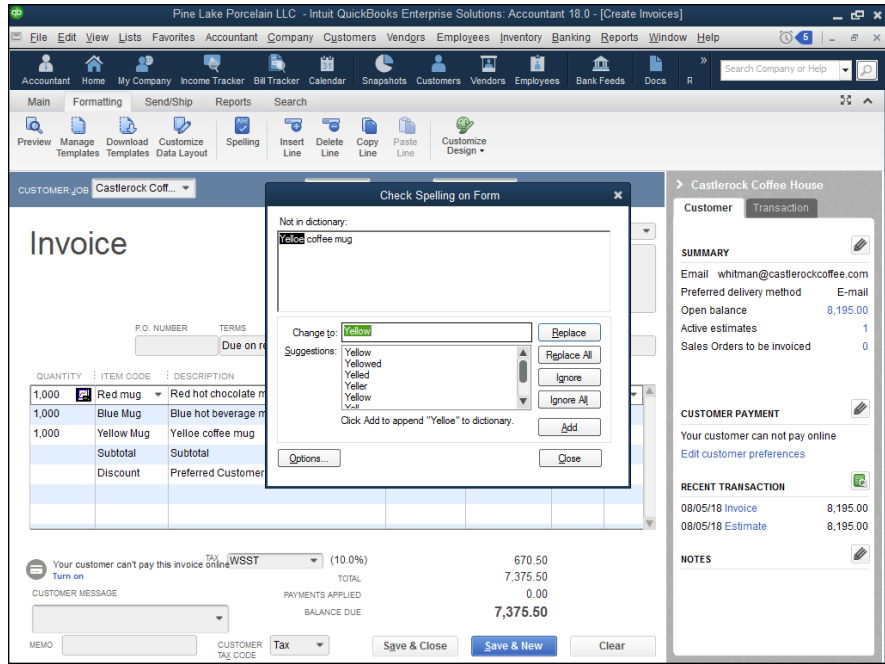 Pine Lake Porcelain LLC - Intuit QuickBooks Enterprise Solutions: Accountant 18.0 - [Create Invoices]
File Edit View Lists Favorites Accountant Company Customers Vendors Employees Inventory Banking Reports Window Help 5
Accountant Home My Company Income Tracker Bill Tracker Calendar Snapshots Customers Vendors Employees Bank Feeds Docs R » Search Company or Help
Main Formatting Send/Ship Reports Search
Preview Manage Templates Download Templates Customize Data Layout Spelling Insert Line Delete Line Copy Line Paste Line Customize Design
CUSTOMER:JOB Castlerock Coff...
Check Spelling on Form
Not in dictionary:
Yelloe coffee mug
Change to: Yellow Replace
Suggestions: Yellow Replace All
Yellowed
Yelled Ignore
Yeller
Yellow Ignore All
Yell
Click Add to append "Yelloe" to dictionary. Add
Options... Close
Invoice
P.O. NUMBER TERMS
Due on re
QUANTITY ITEM CODE DESCRIPTION
1,000 Red mug Red hot chocolate m
1,000 Blue Mug Blue hot beverage m
1,000 Yellow Mug Yelloe coffee mug
Subtotal Subtotal
Discount Preferred Customer
Your customer can't pay this invoice online
Turn on
TAX WSST (10.0%) 670.50
TOTAL 7,375.50
CUSTOMER MESSAGE
PAYMENTS APPLIED 0.00
BALANCE DUE 7,375.50
MEMO
CUSTOMER TAX CODE Tax
Save & Close Save & New Clear
Castlerock Coffee House
Customer Transaction
SUMMARY
Email whitman@castlerockcoffee.com
Preferred delivery method E-mail
Open balance 8,195.00
Active estimates 1
Sales Orders to be invoiced 0
CUSTOMER PAYMENT
Your customer can not pay online
Edit customer preferences
RECENT TRANSACTION
08/05/18 Invoice 8,195.00
08/05/18 Estimate 8,195.00
NOTES